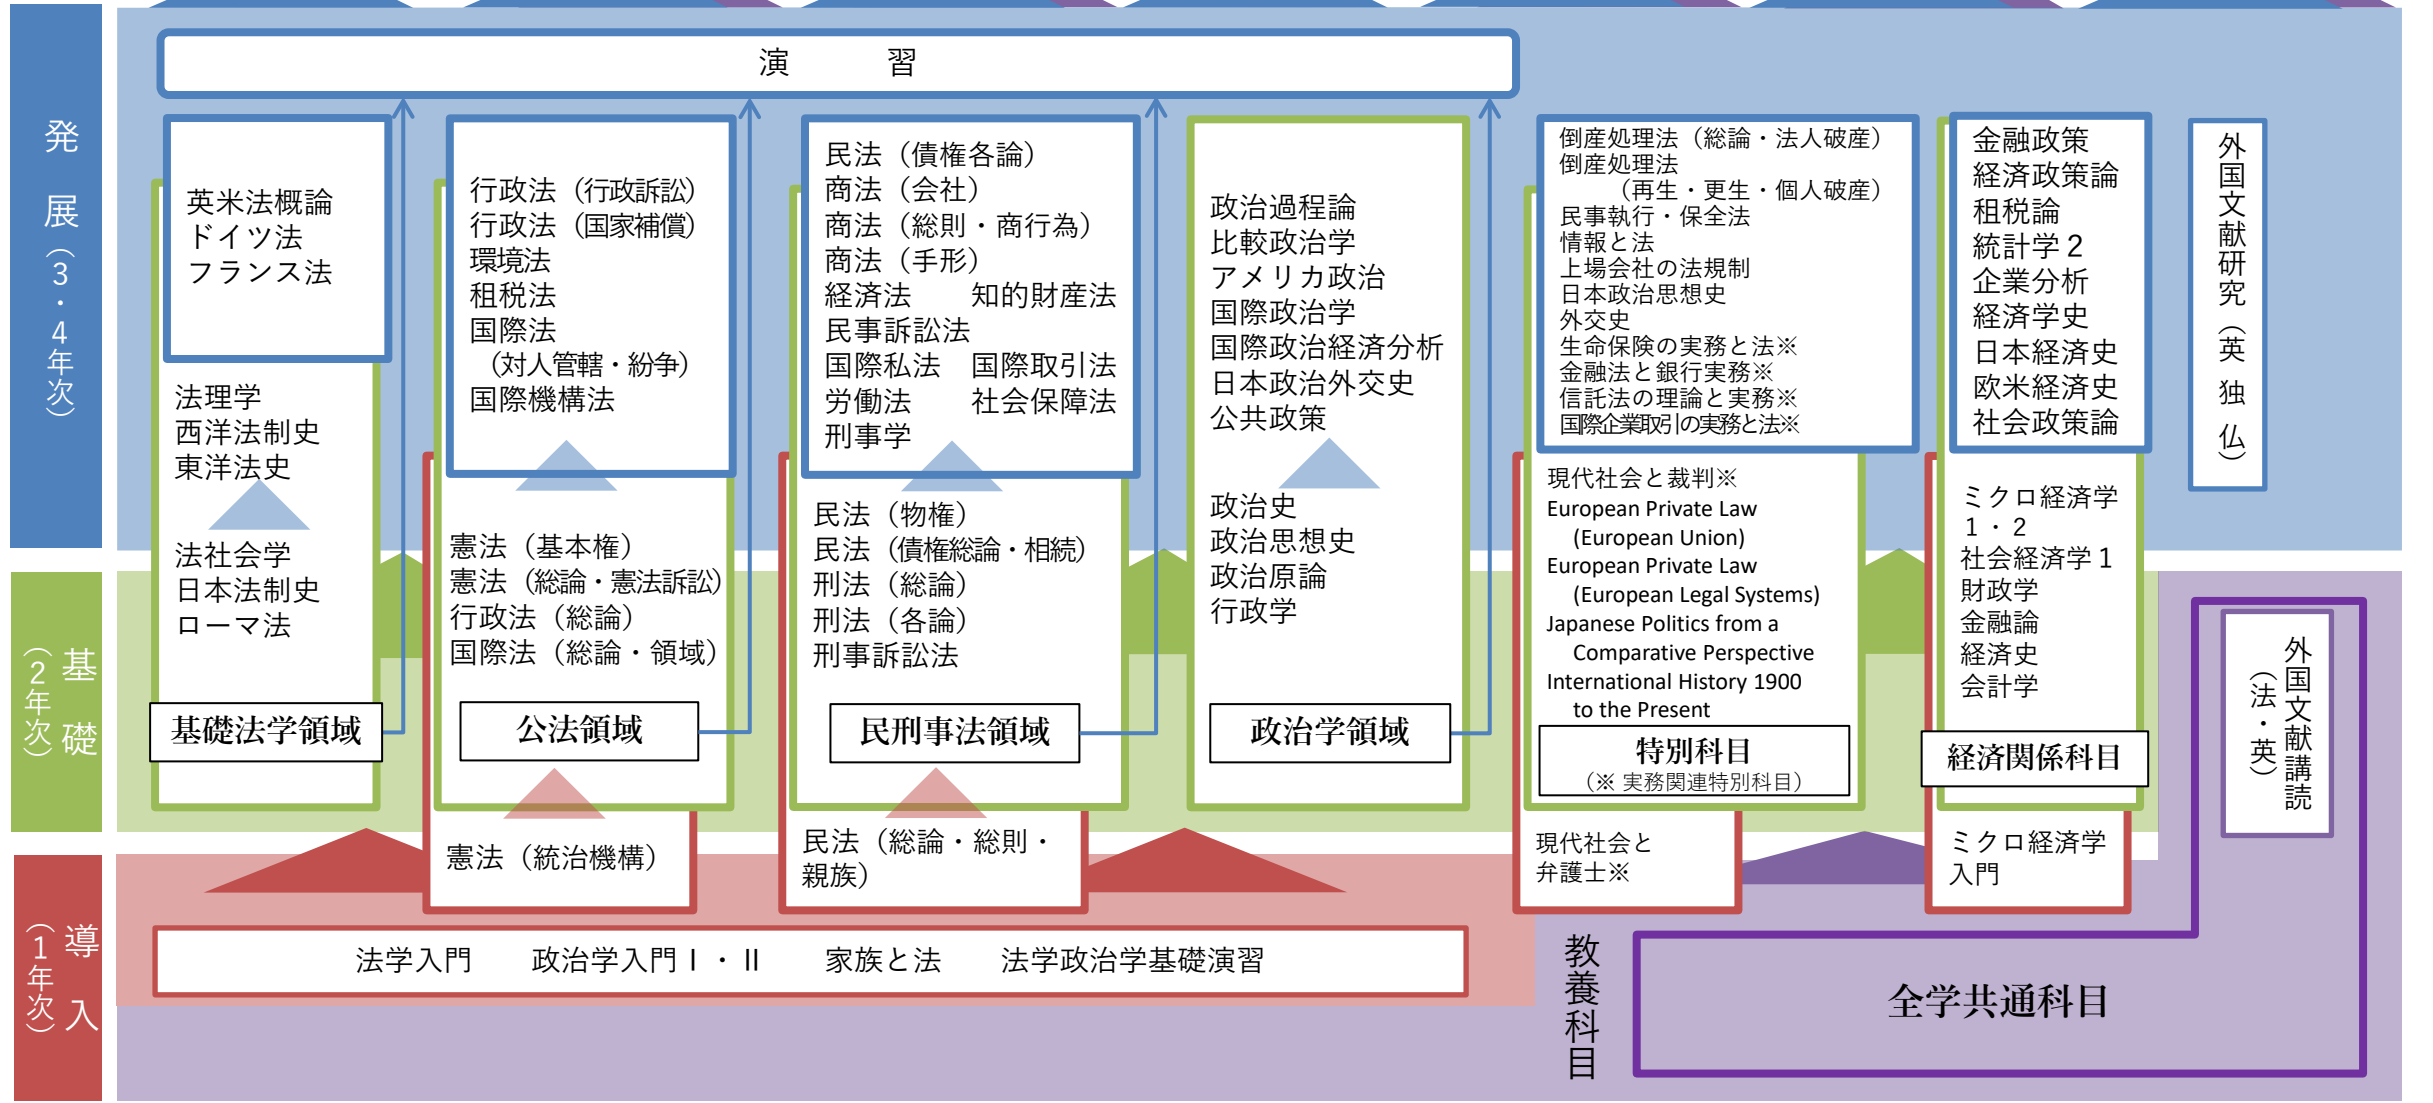 発 展(3・4年次)
演 習
英米法概論
ドイツ法
フランス法
法理学
西洋法制史
東洋法史
法社会学
日本法制史
ローマ法
基礎法学領域
行政法(行政訴訟)
行政法(国家補償)
環境法
租税法
国際法
(対人管轄・紛争)
国際機構法
憲法(基本権)
憲法(総論・憲法訴訟)
行政法(総論)
国際法(総論・領域)
公法領域
憲法(統治機構)
民法(債権各論)
商法(会社)
商法(総則・商行為)
商法(手形)
経済法 知的財産法
民事訴訟法
国際私法 国際取引法
労働法 社会保障法
刑事学
民法(物権)
民法(債権総論・相続)
刑法(総論)
刑法(各論)
刑事訴訟法
民刑事法領域
民法(総論・総則・
親族)
政治過程論
比較政治学
アメリカ政治
国際政治学
国際政治経済分析
日本政治外交史
公共政策
政治史
政治思想史
政治原論
行政学
政治学領域
倒産処理法(総論・法人破産)
倒産処理法
(再生・更生・個人破産)
民事執行・保全法
情報と法
上場会社の法規制
日本政治思想史
外交史
生命保険の実務と法※
金融法と銀行実務※
信託法の理論と実務※
国際企業取引の実務と法※
現代社会と裁判※
European Private Law
(European Union)
European Private Law
(European Legal Systems)
Japanese Politics from a
Comparative Perspective
International History 1900
to the Present
特別科目
(※ 実務関連特別科目)
現代社会と
弁護士※
金融政策
経済政策論
租税論
統計学2
企業分析
経済学史
日本経済史
欧米経済史
社会政策論
ミクロ経済学
1・2
社会経済学1
財政学
金融論
経済史
会計学
経済関係科目
ミクロ経済学
入門
外国文献研究(英 独 仏)
基 礎
(2年次)
外国文献講読
(法・英)
導 入
(1年次)
法学入門 政治学入門Ⅰ・Ⅱ 家族と法 法学政治学基礎演習
教養科目
全学共通科目